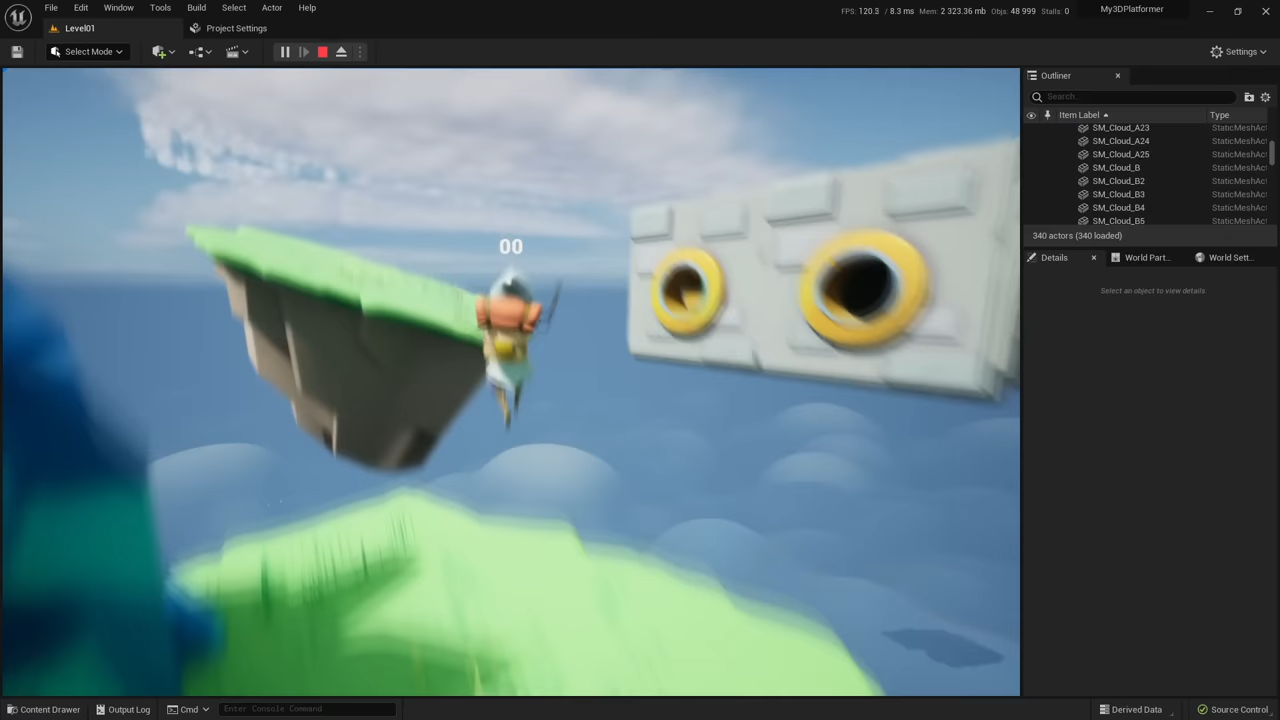 File Edit Window Tools Build Select Actor Help
FPS: 120.3 / 8.3 ms Mem: 2 323.36 mb Objs: 48 999 Stalls: 0
My3DPlatformer
Level01
Project Settings
Select Mode
Settings
Outliner
Search...
Item Label
Type
SM_Cloud_A23 StaticMeshAct
SM_Cloud_A24 StaticMeshAct
SM_Cloud_A25 StaticMeshAct
SM_Cloud_B StaticMeshAct
SM_Cloud_B2 StaticMeshAct
SM_Cloud_B3 StaticMeshAct
SM_Cloud_B4 StaticMeshAct
SM_Cloud_B5 StaticMeshAct
340 actors (340 loaded)
Details
World Part...
World Sett...
Select an object to view details.
00
Content Drawer
Output Log
Cmd
Enter Console Command
Derived Data
Source Control